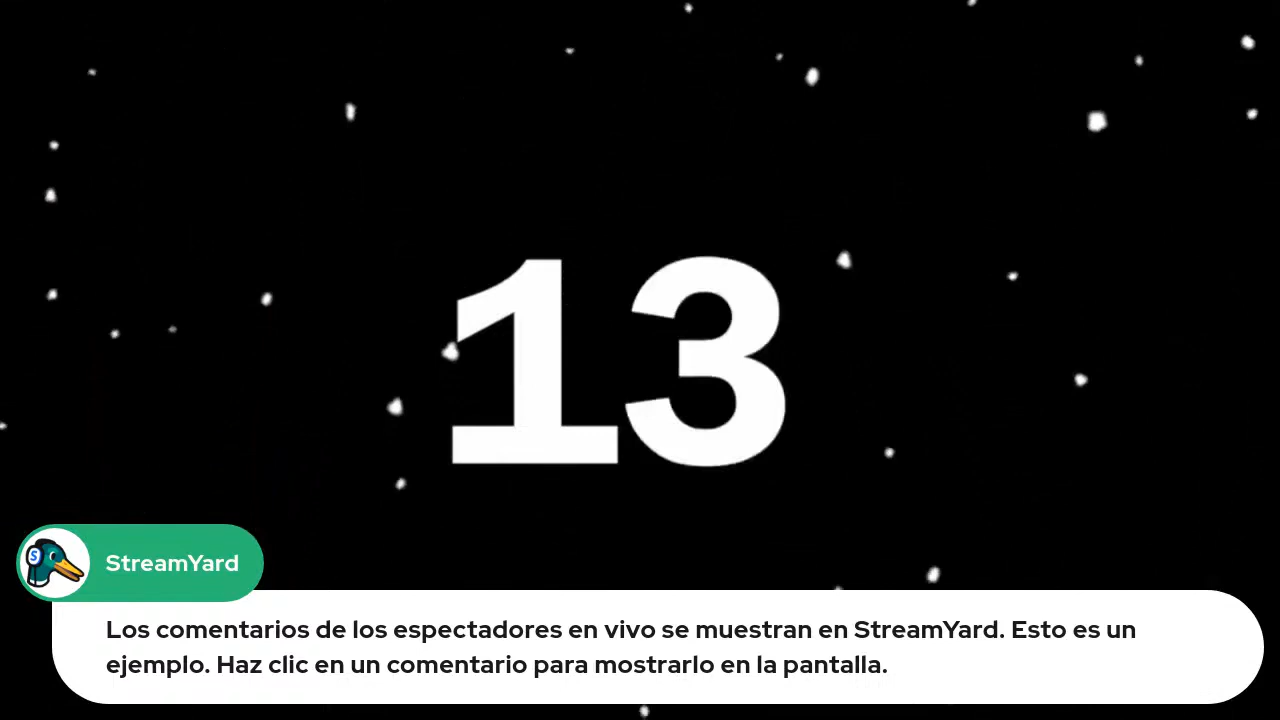 13
StreamYard
Los comentarios de los espectadores en vivo se muestran en StreamYard. Esto es un
ejemplo. Haz clic en un comentario para mostrarlo en la pantalla.